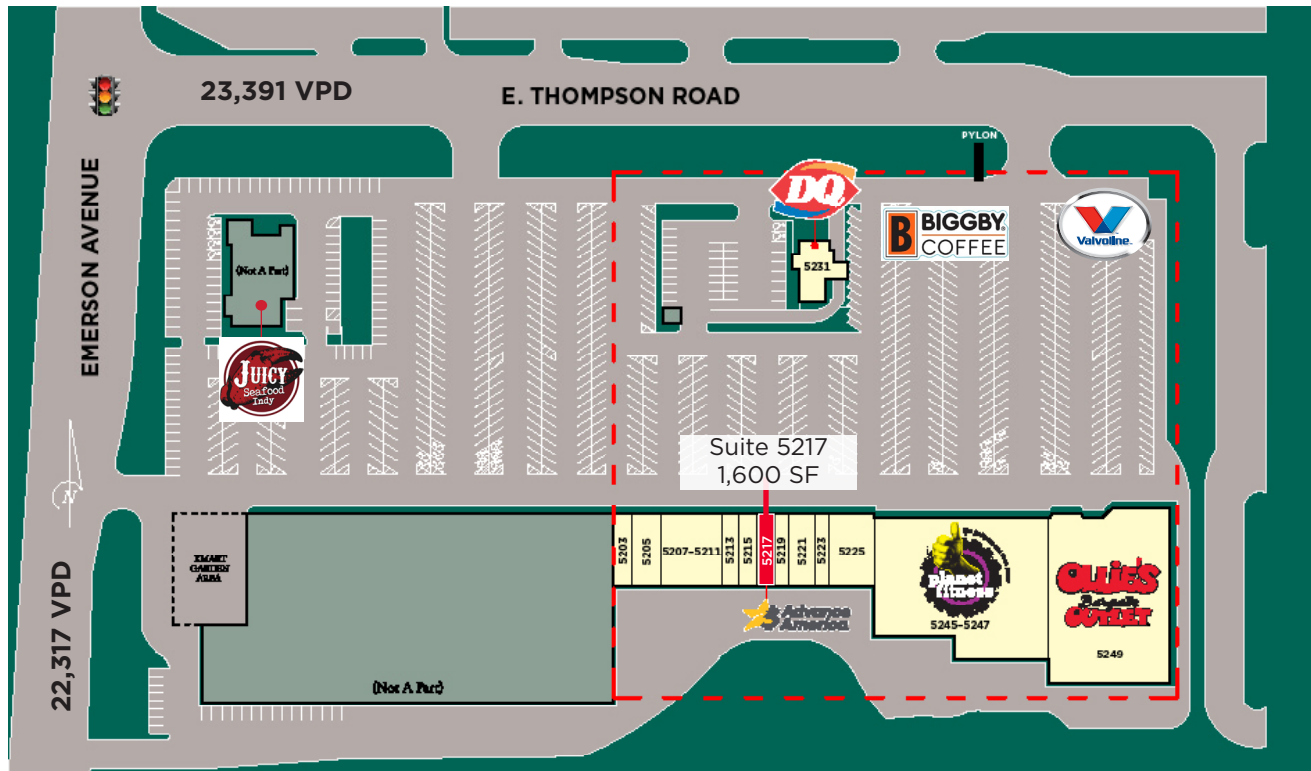 23,391 VPD
E. THOMPSON ROAD
PYLON
EMERSON AVENUE
DQ
5231
B BIGGBY
COFFEE
Valvoline
(Not A Part)
JUICY
Seafood
Indy
Suite 5217
1,600 SF
N
22,317 VPD
KMART
GARDEN
AREA
(Not A Part)
5203
5205
5207-5211
5213
5215
5217
5219
5221
5223
5225
Advance
America
planet
fitness
5245-5247
OLLIE'S
Bargain
OUTLET
5249